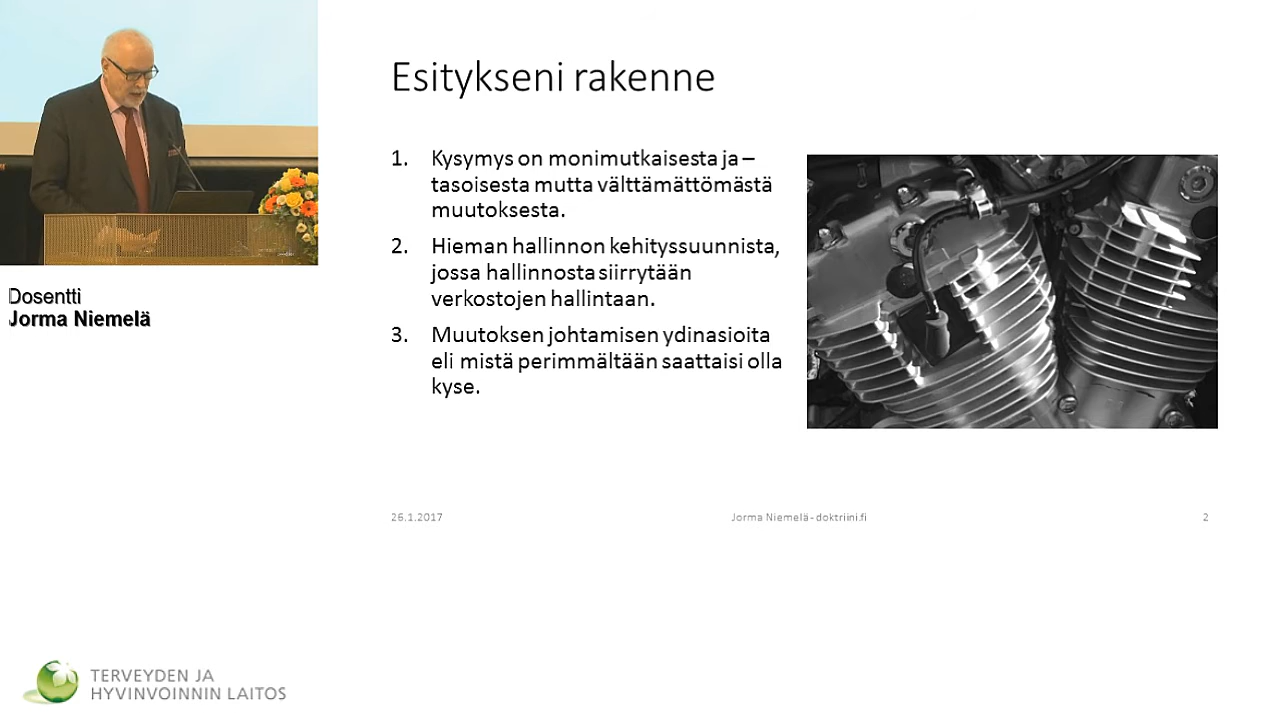 Esitykseni rakenne
1. Kysymys on monimutkaisesta ja –
tasoisesta mutta välttämättömästä
muutoksesta.
2. Hieman hallinnon kehityssuunnista,
jossa hallinnosta siirrytään
verkostojen hallintaan.
3. Muutoksen johtamisen ydinasioita
eli mistä perimmältään saattaisi olla
kyse.
Dosentti
Jorma Niemelä
26.1.2017
Jorma Niemelä - doktriini.fi
2
TERVEYDEN JA
HYVINVOINNIN LAITOS